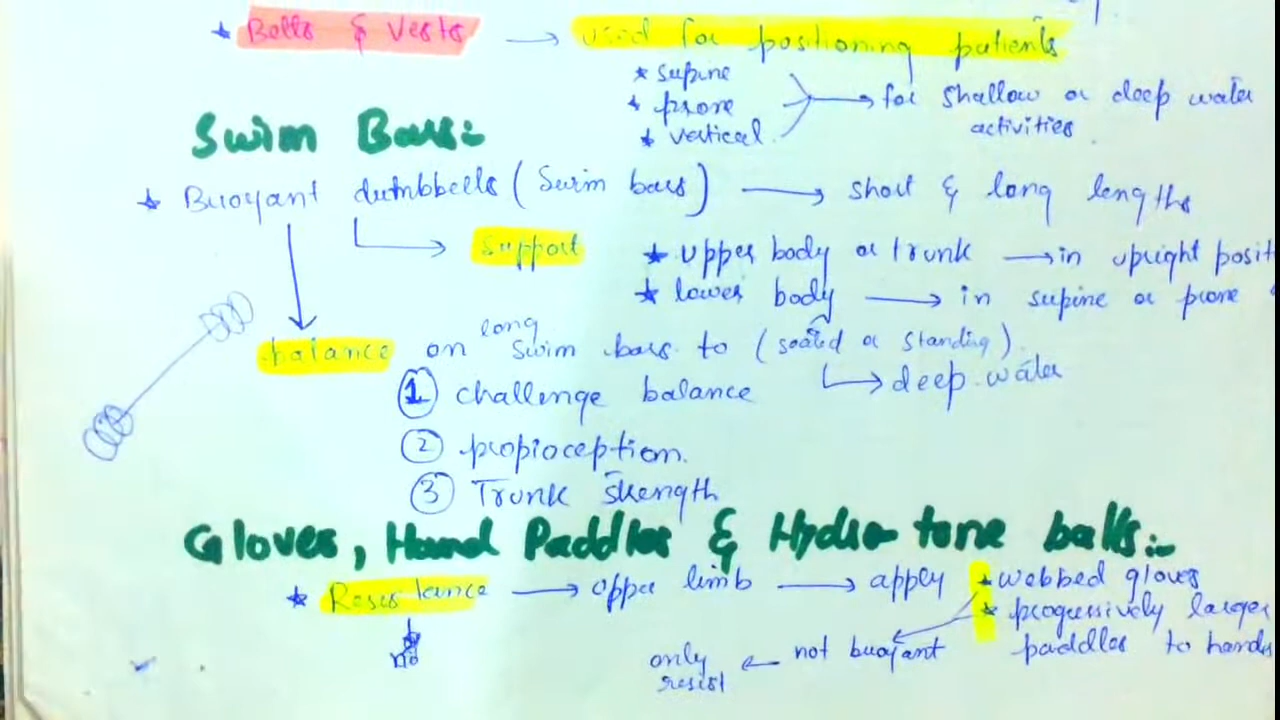 ★ Belts & Vests → used for positioning patients
★ supine
★ prone → for shallow or deep water
★ vertical. activities
Swim Bars:-
★ Buoyant dumbbells (Swim bars) → short & long lengths
support ★ upper body or trunk → in upright posit
★ lower body → in supine or prone
balance on long swim bars to (seated or standing)
① challenge balance → deep water
② propioception.
③ Trunk strength
Gloves, Hand Paddles & Hydro-tone balls:-
★ Resistance → upper limb → apply ★ webbed gloves
★ progressively larger
only ← not buoyant paddles to hands
resist